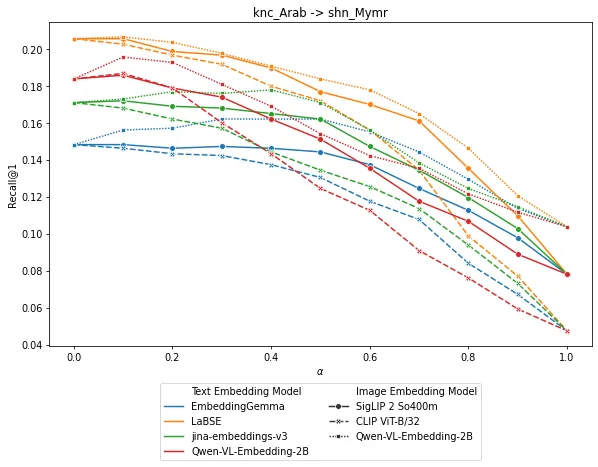 knc_Arab -> shn_Mymr
Recall@1
0.20
0.18
0.16
0.14
0.12
0.10
0.08
0.06
0.04
0.0
0.2
0.4
0.6
0.8
1.0
α
Text Embedding Model
EmbeddingGemma
LaBSE
jina-embeddings-v3
Qwen-VL-Embedding-2B
Image Embedding Model
SigLIP 2 So400m
CLIP ViT-B/32
Qwen-VL-Embedding-2B